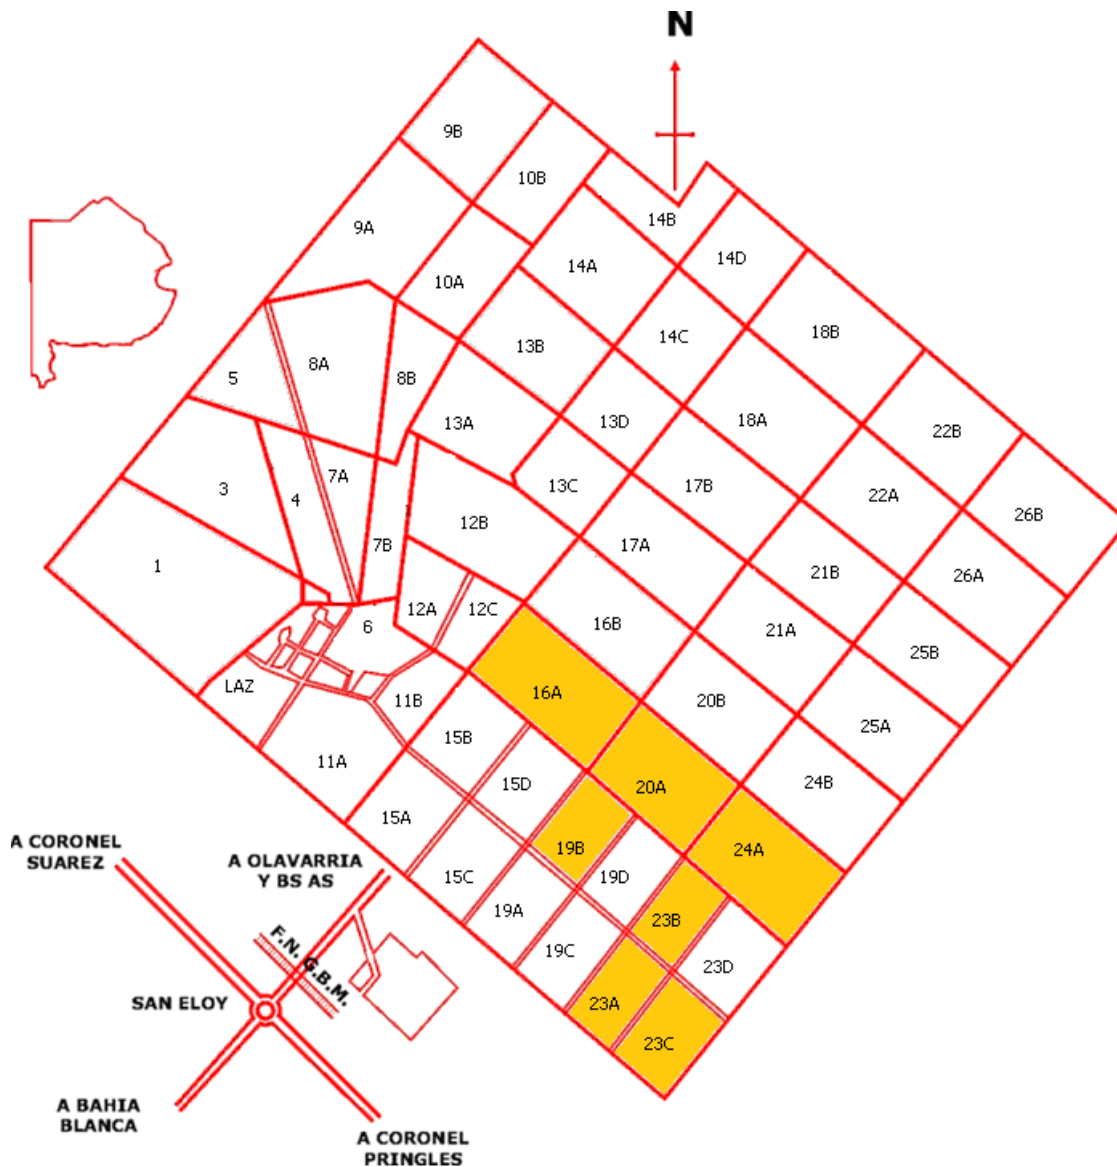 N
9B
10B
14B
9A
14D
14A
10A
18B
14C
13B
8A
5
8B
18A
13A
13D
22B
7A
17B
13C
3
22A
4
26B
12B
17A
7B
1
21B
26A
12A
12C
16B
6
21A
25B
LAZ
16A
11B
20B
25A
15B
11A
15D
20A
24B
15A
19B
24A
A CORONEL
SUAREZ
A OLAVARRIA
Y BS AS
15C
19D
19A
23B
F.N. G.B.M.
19C
23D
SAN ELOY
23A
23C
A BAHIA
BLANCA
A CORONEL
PRINGLES